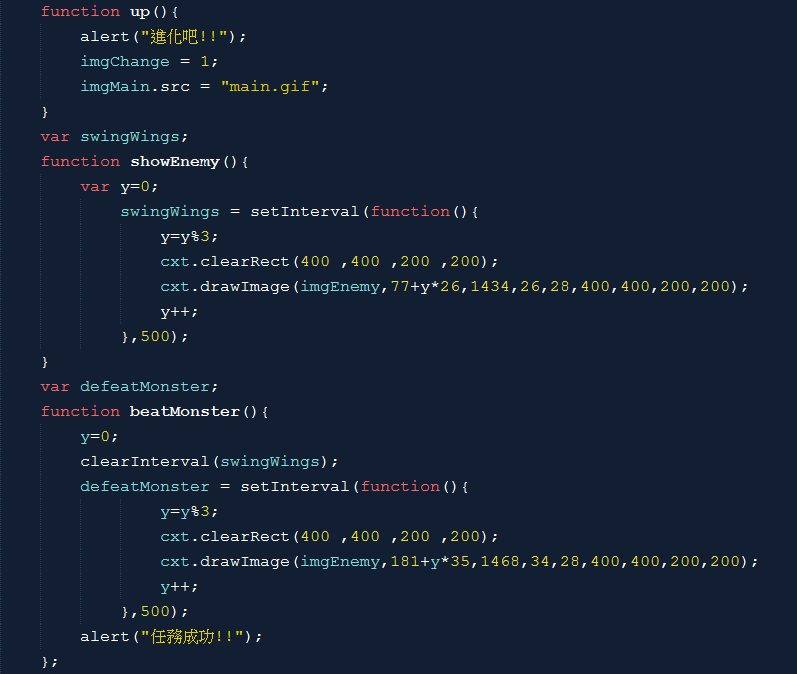 function up(){
alert("進化吧!!");
imgChange = 1;
imgMain.src = "main.gif";
}
var swingWings;
function showEnemy(){
var y=0;
swingWings = setInterval(function(){
y=y%3;
cxt.clearRect(400 ,400 ,200 ,200);
cxt.drawImage(imgEnemy,77+y*26,1434,26,28,400,400,200,200);
y++;
},500);
}
var defeatMonster;
function beatMonster(){
y=0;
clearInterval(swingWings);
defeatMonster = setInterval(function(){
y=y%3;
cxt.clearRect(400 ,400 ,200 ,200);
cxt.drawImage(imgEnemy,181+y*35,1468,34,28,400,400,200,200);
y++;
},500);
alert("任務成功!!");
};